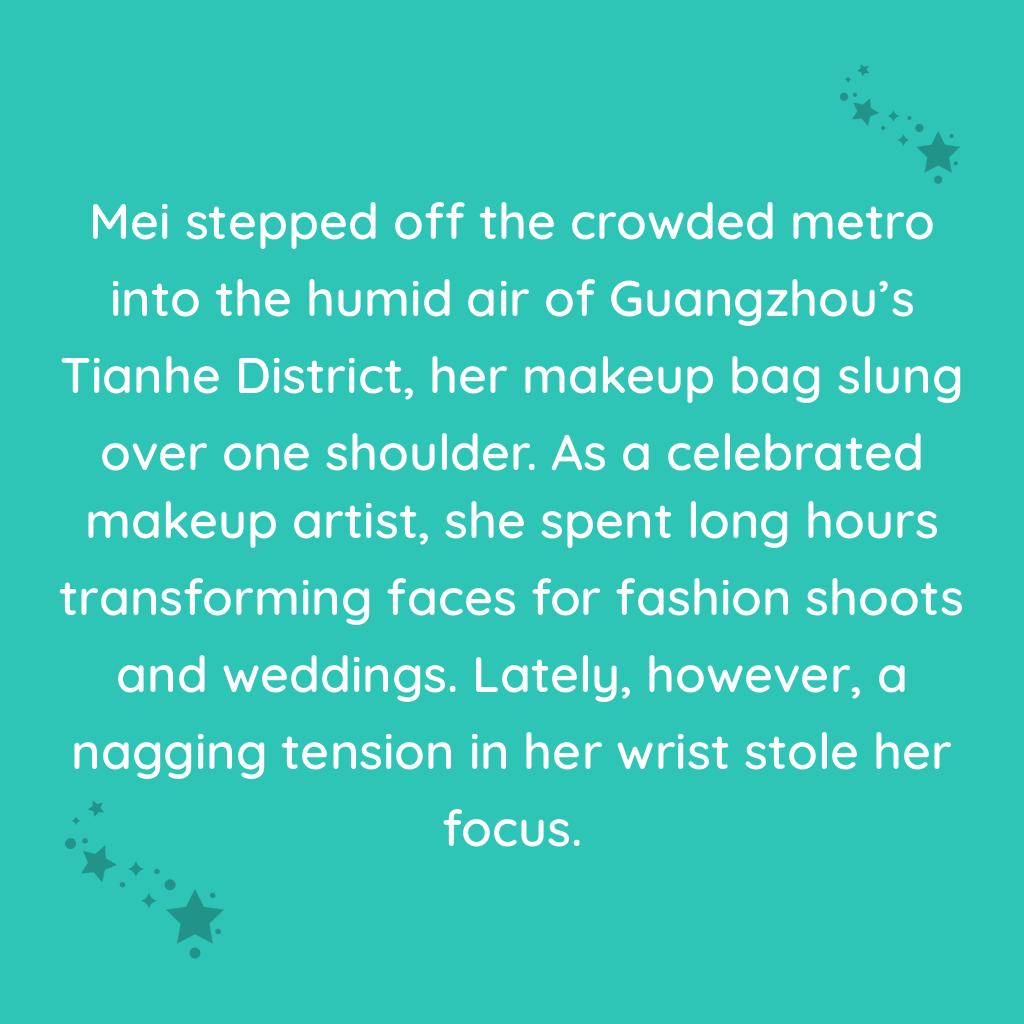 Mei stepped off the crowded metro
into the humid air of Guangzhou’s
Tianhe District, her makeup bag slung
over one shoulder. As a celebrated
makeup artist, she spent long hours
transforming faces for fashion shoots
and weddings. Lately, however, a
nagging tension in her wrist stole her
focus.